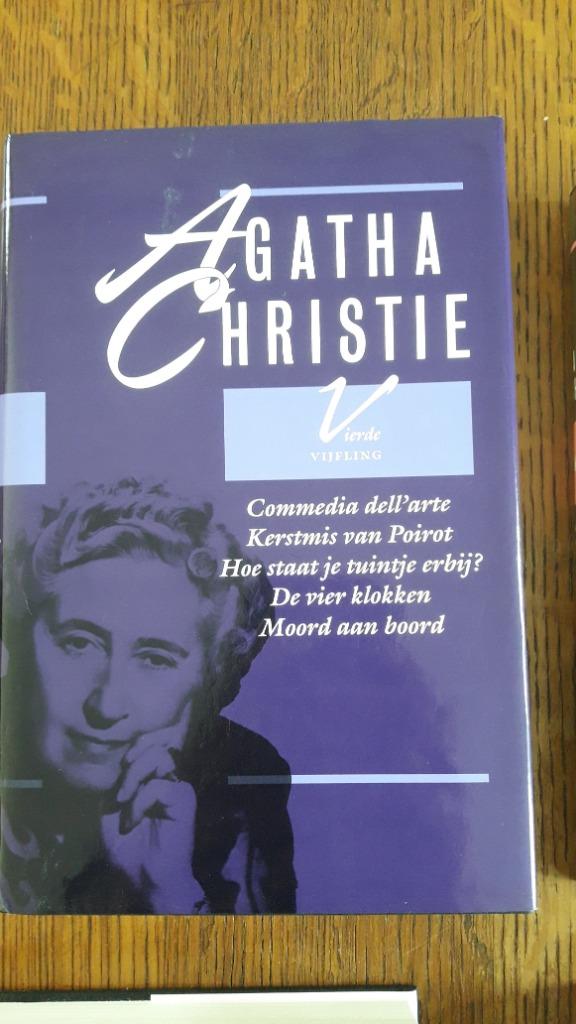 AGATHA
CHRISTIE
Vierde
VIJFLING
Commedia dell'arte
Kerstmis van Poirot
Hoe staat je tuintje erbij?
De vier klokken
Moord aan boord